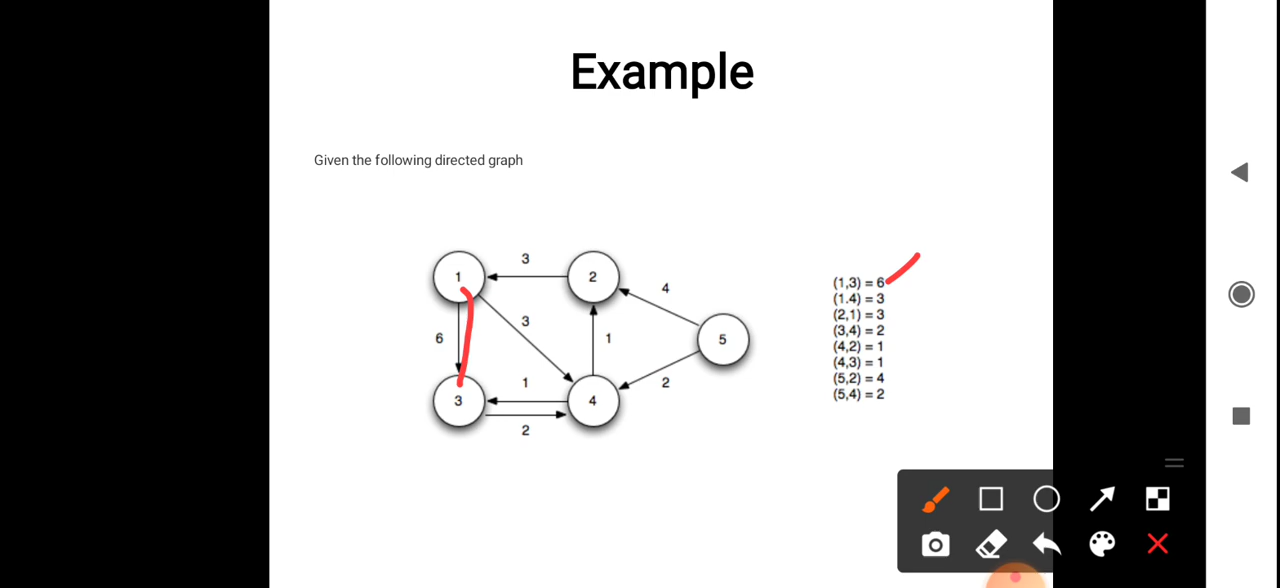 Example
Given the following directed graph
3
1
2
4
3
5
6
1
2
1
3
4
2
(1,3) = 6
(1.4) = 3
(2,1) = 3
(3,4) = 2
(4,2) = 1
(4,3) = 1
(5,2) = 4
(5,4) = 2